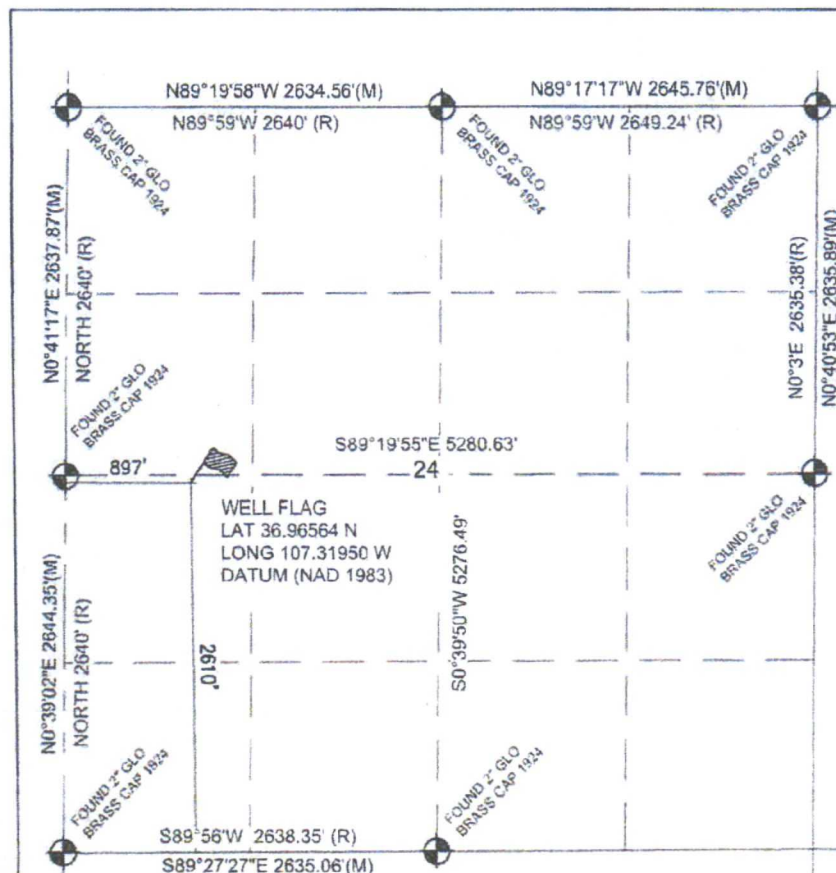 N89°19'58"W 2634.56'(M)
N89°59'W 2640' (R)
N89°17'17"W 2645.76'(M)
N89°59'W 2649.24' (R)
FOUND 2" GLO
BRASS CAP 1924
FOUND 2" GLO
BRASS CAP 1924
FOUND 2" GLO
BRASS CAP 1924
N0°41'17"E 2637.87'(M)
NORTH 2640' (R)
N0°3'E 2635.38'(R)
N0°40'53"E 2635.89'(M)
FOUND 2" GLO
BRASS CAP 1924
897'
S89°19'55"E 5280.63'
24
WELL FLAG
LAT 36.96564 N
LONG 107.31950 W
DATUM (NAD 1983)
FOUND 2" GLO
BRASS CAP 1924
N0°39'02"E 2644.35'(M)
NORTH 2640' (R)
2610'
S0°39'50"W 5276.49'
FOUND 2" GLO
BRASS CAP 1924
FOUND 2" GLO
BRASS CAP 1924
S89°56'W 2638.35' (R)
S89°27'27"E 2635.06'(M)